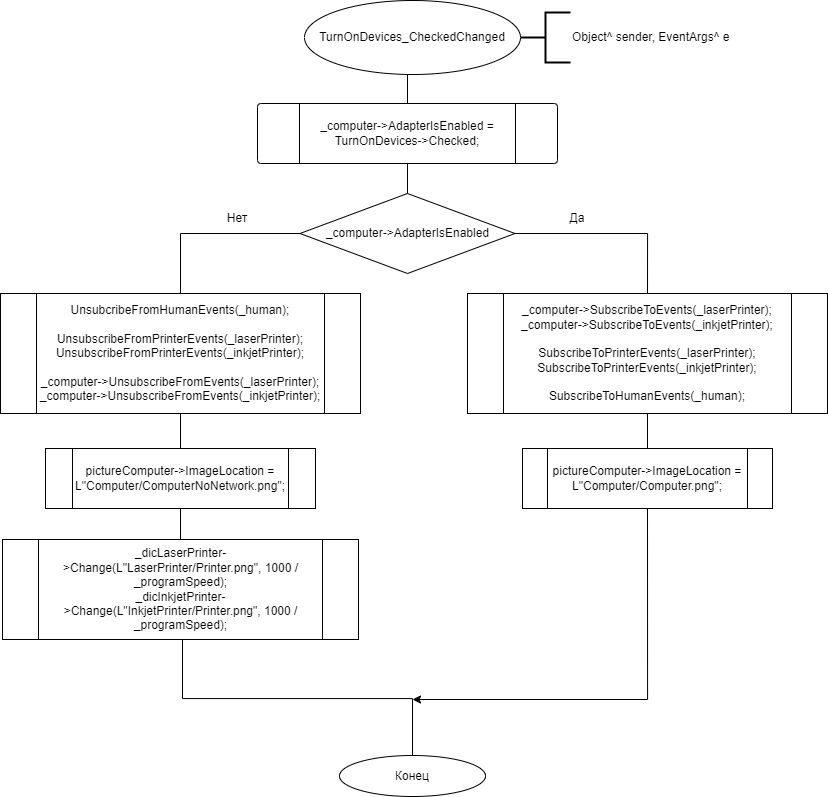 TurnOnDevices_CheckedChanged
Object^ sender, EventArgs^ e
_computer->AdapterIsEnabled =
TurnOnDevices->Checked;
_computer->AdapterIsEnabled
Нет
Да
UnsubcribeFromHumanEvents(_human);
UnsubscribeFromPrinterEvents(_laserPrinter);
UnsubscribeFromPrinterEvents(_inkjetPrinter);
_computer->UnsubscribeFromEvents(_laserPrinter);
_computer->UnsubscribeFromEvents(_inkjetPrinter);
_computer->SubscribeToEvents(_laserPrinter);
_computer->SubscribeToEvents(_inkjetPrinter);
SubscribeToPrinterEvents(_laserPrinter);
SubscribeToPrinterEvents(_inkjetPrinter);
SubscribeToHumanEvents(_human);
pictureComputer->ImageLocation =
L"Computer/ComputerNoNetwork.png";
pictureComputer->ImageLocation =
L"Computer/Computer.png";
_dicLaserPrinter-
>Change(L"LaserPrinter/Printer.png", 1000 /
_programSpeed);
_dicInkjetPrinter-
>Change(L"InkjetPrinter/Printer.png", 1000 /
_programSpeed);
Конец